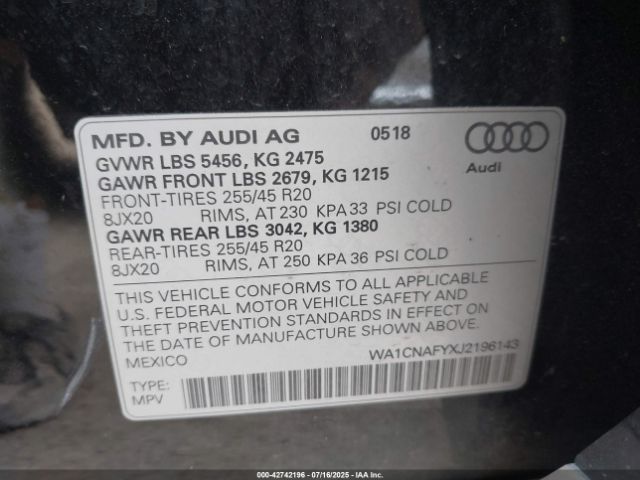 MFD. BY AUDI AG 0518
GVWR LBS 5456, KG 2475
GAWR FRONT LBS 2679, KG 1215
FRONT-TIRES 255/45 R20
8JX20 RIMS, AT 230 KPA 33 PSI COLD
GAWR REAR LBS 3042, KG 1380
REAR-TIRES 255/45 R20
8JX20 RIMS, AT 250 KPA 36 PSI COLD
Audi
THIS VEHICLE CONFORMS TO ALL APPLICABLE
U.S. FEDERAL MOTOR VEHICLE SAFETY AND
THEFT PREVENTION STANDARDS IN EFFECT ON
THE DATE OF MANUFACTURE SHOWN ABOVE.
MEXICO WA1CNAFYXJ2196143
TYPE:
MPV
000-42742196 - 07/16/2025 - IAA Inc.